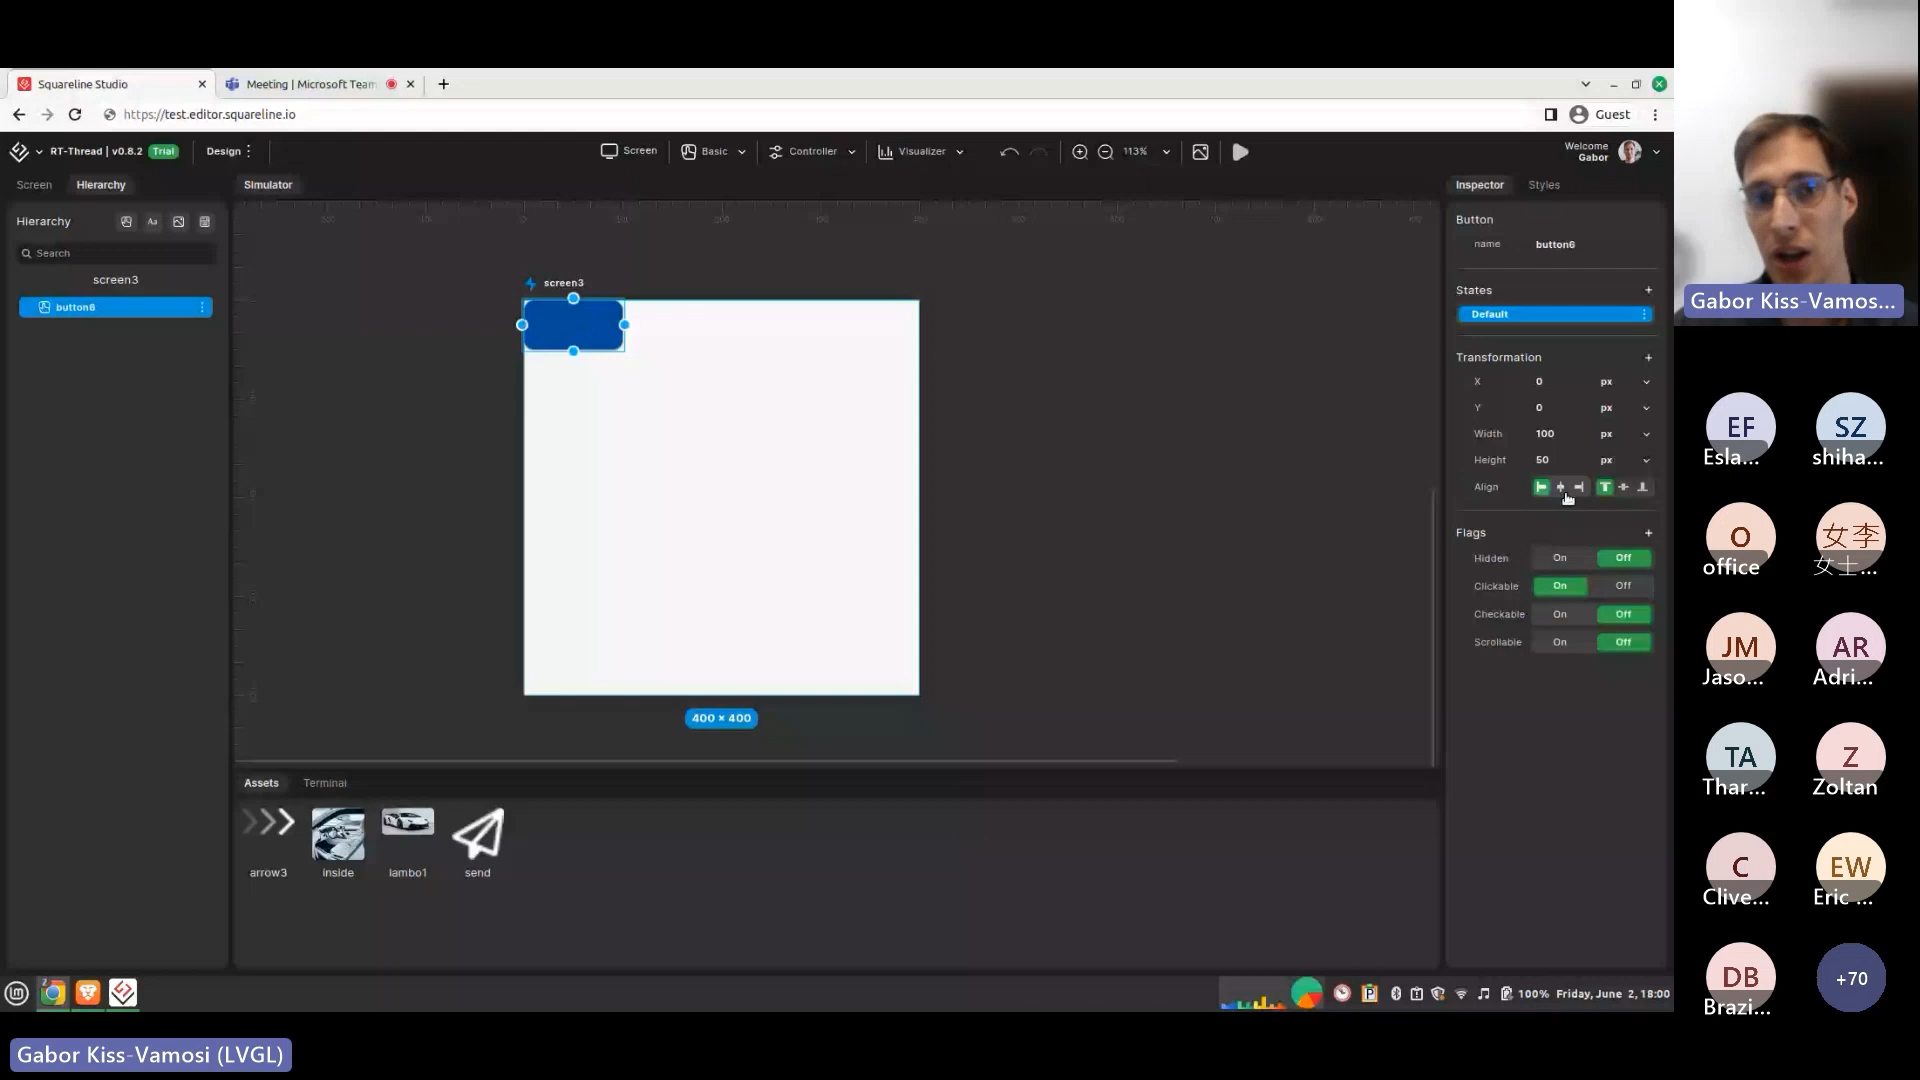 Squareline Studio
Meeting | Microsoft Team
https://test.editor.squareline.io
Guest
RT-Thread | v0.8.2 Trial
Design
Screen
Basic
Controller
Visualizer
113%
Welcome
Gabor
Screen
Hierarchy
Simulator
Inspector
Styles
Hierarchy
Aa
Search
screen3
button6
screen3
400 × 400
Button
name
button6
States
Default
Transformation
X 0 px
Y 0 px
Width 100 px
Height 50 px
Align
Flags
Hidden On Off
Clickable On Off
Checkable On Off
Scrollable On Off
Assets
Terminal
arrow3
inside
lambo1
send
2
P
100% Friday, June 2, 18:00
Gabor Kiss-Vamosi (LVGL)
Gabor Kiss-Vamos...
EF
Esla...
SZ
shiha...
O
office
女李
女士...
JM
Jaso...
AR
Adri...
TA
Thar...
Z
Zoltan
C
Clive...
EW
Eric ...
DB
Brazi...
+70